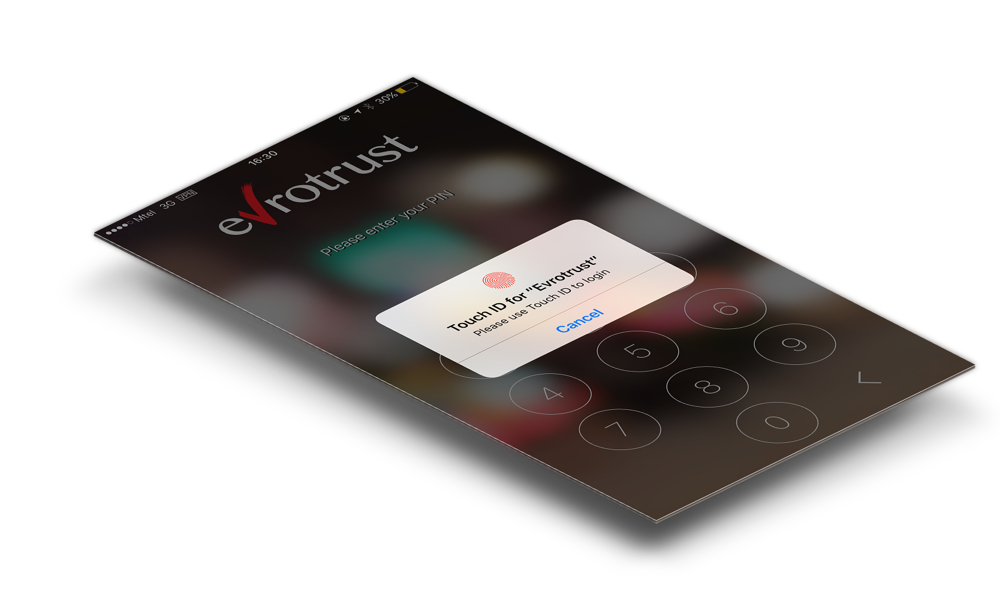 Mtel 3G VPN 16:30 30%
evrotrust
Please enter your PIN
Touch ID for "Evrotrust"
Please use Touch ID to login
Cancel
4 5 6
7 8 9
0